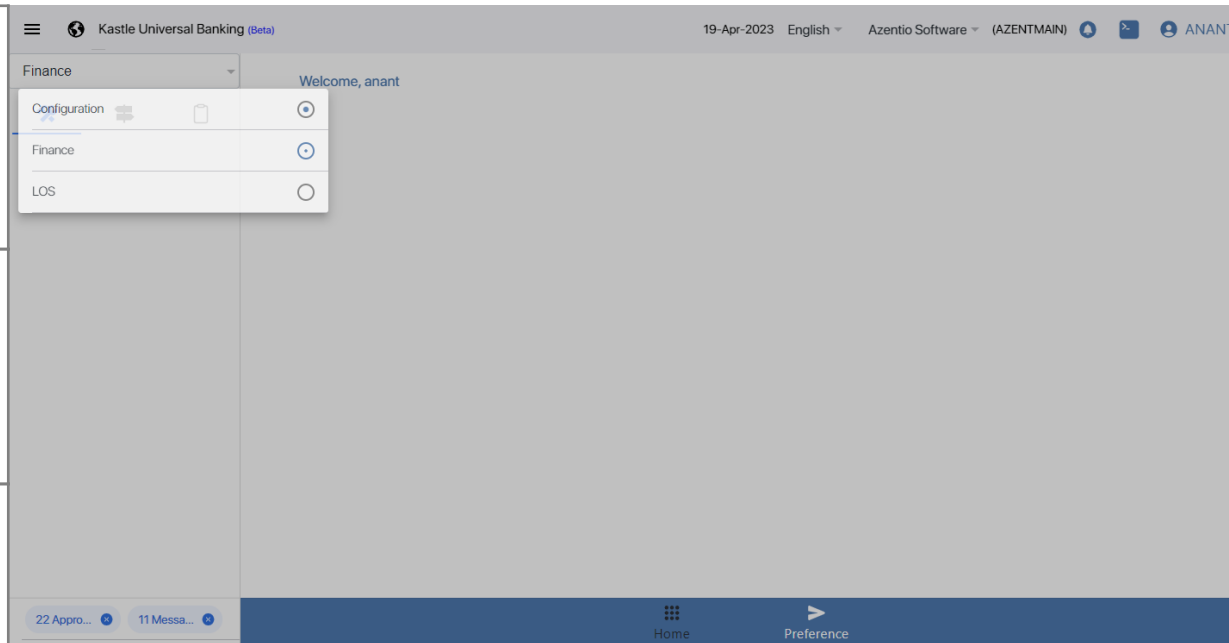 Kastle Universal Banking (Beta) 19-Apr-2023 English Azentio Software (AZENTMAIN) ANANT
Finance
Welcome, anant
Configuration
Finance
LOS
22 Appro... 11 Messa...
Home Preference